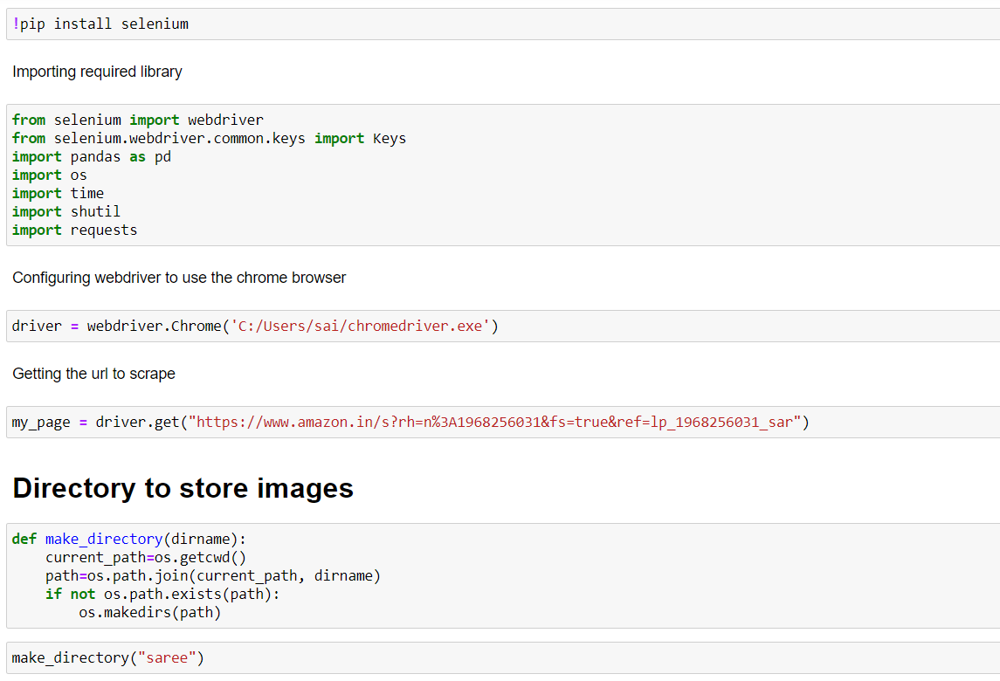 !pip install selenium
Importing required library
from selenium import webdriver
from selenium.webdriver.common.keys import Keys
import pandas as pd
import os
import time
import shutil
import requests
Configuring webdriver to use the chrome browser
driver = webdriver.Chrome('C:/Users/sai/chromedriver.exe')
Getting the url to scrape
my_page = driver.get("https://www.amazon.in/s?rh=n%3A1968256031&fs=true&ref=lp_1968256031_sar")
Directory to store images
def make_directory(dirname):
    current_path=os.getcwd()
    path=os.path.join(current_path, dirname)
    if not os.path.exists(path):
        os.makedirs(path)
make_directory("saree")